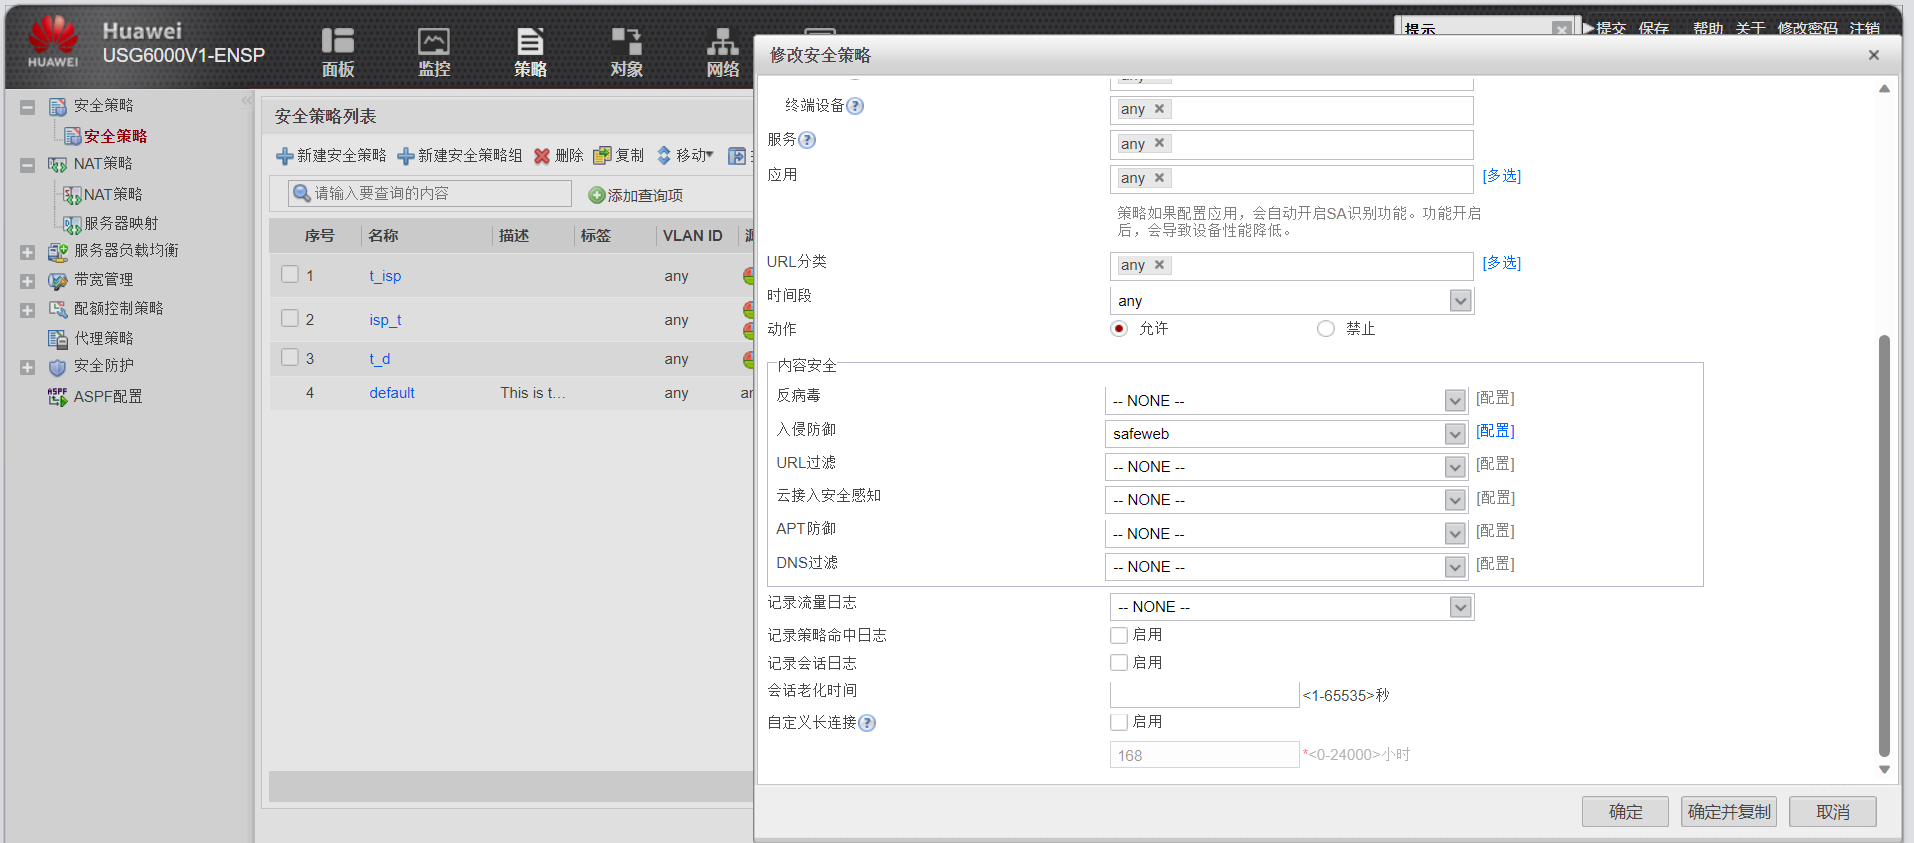 HUAWEI
Huawei
USG6000V1-ENSP
面板
监控
策略
对象
网络
提示
提交 保存 帮助 关于 修改密码 注销
安全策略
安全策略
NAT策略
NAT策略
服务器映射
服务器负载均衡
带宽管理
配额控制策略
代理策略
安全防护
ASPF配置
安全策略列表
新建安全策略 新建安全策略组 删除 复制 移动
请输入要查询的内容 添加查询项
序号 名称 描述 标签 VLAN ID
1 t_isp any
2 isp_t any
3 t_d any
4 default This is t... any
修改安全策略
终端设备 any
服务 any
应用 any [多选]
策略如果配置应用，会自动开启SA识别功能。功能开启
后，会导致设备性能降低。
URL分类 any [多选]
时间段 any
动作 允许 禁止
内容安全
反病毒 -- NONE -- [配置]
入侵防御 safeweb [配置]
URL过滤 -- NONE -- [配置]
云接入安全感知 -- NONE -- [配置]
APT防御 -- NONE -- [配置]
DNS过滤 -- NONE -- [配置]
记录流量日志 -- NONE --
记录策略命中日志 启用
记录会话日志 启用
会话老化时间 <1-65535>秒
自定义长连接 启用
168 *<0-24000>小时
确定 确定并复制 取消